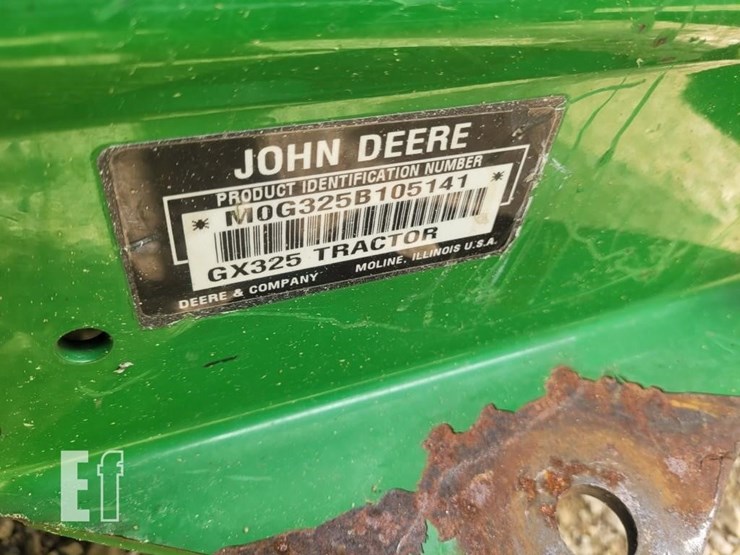 JOHN DEERE
PRODUCT IDENTIFICATION NUMBER
* M0G325B105141 *
GX325 TRACTOR
DEERE & COMPANY MOLINE, ILLINOIS U.S.A.
Ef